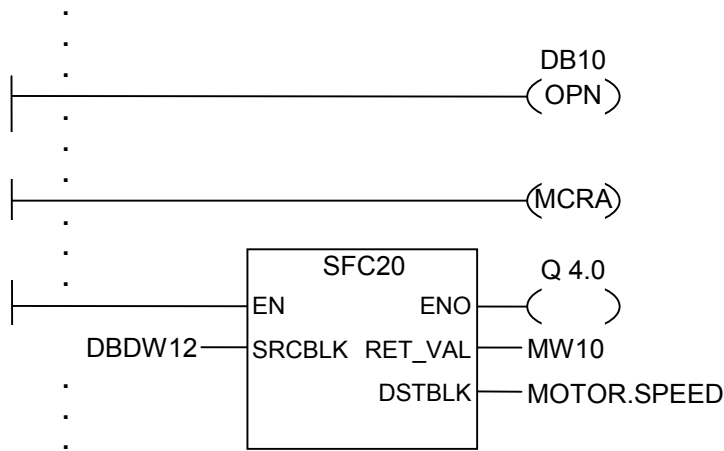 DB10
OPN
MCRA
SFC20
Q 4.0
EN ENO
DBDW12 SRCBLK RET_VAL MW10
DSTBLK MOTOR.SPEED